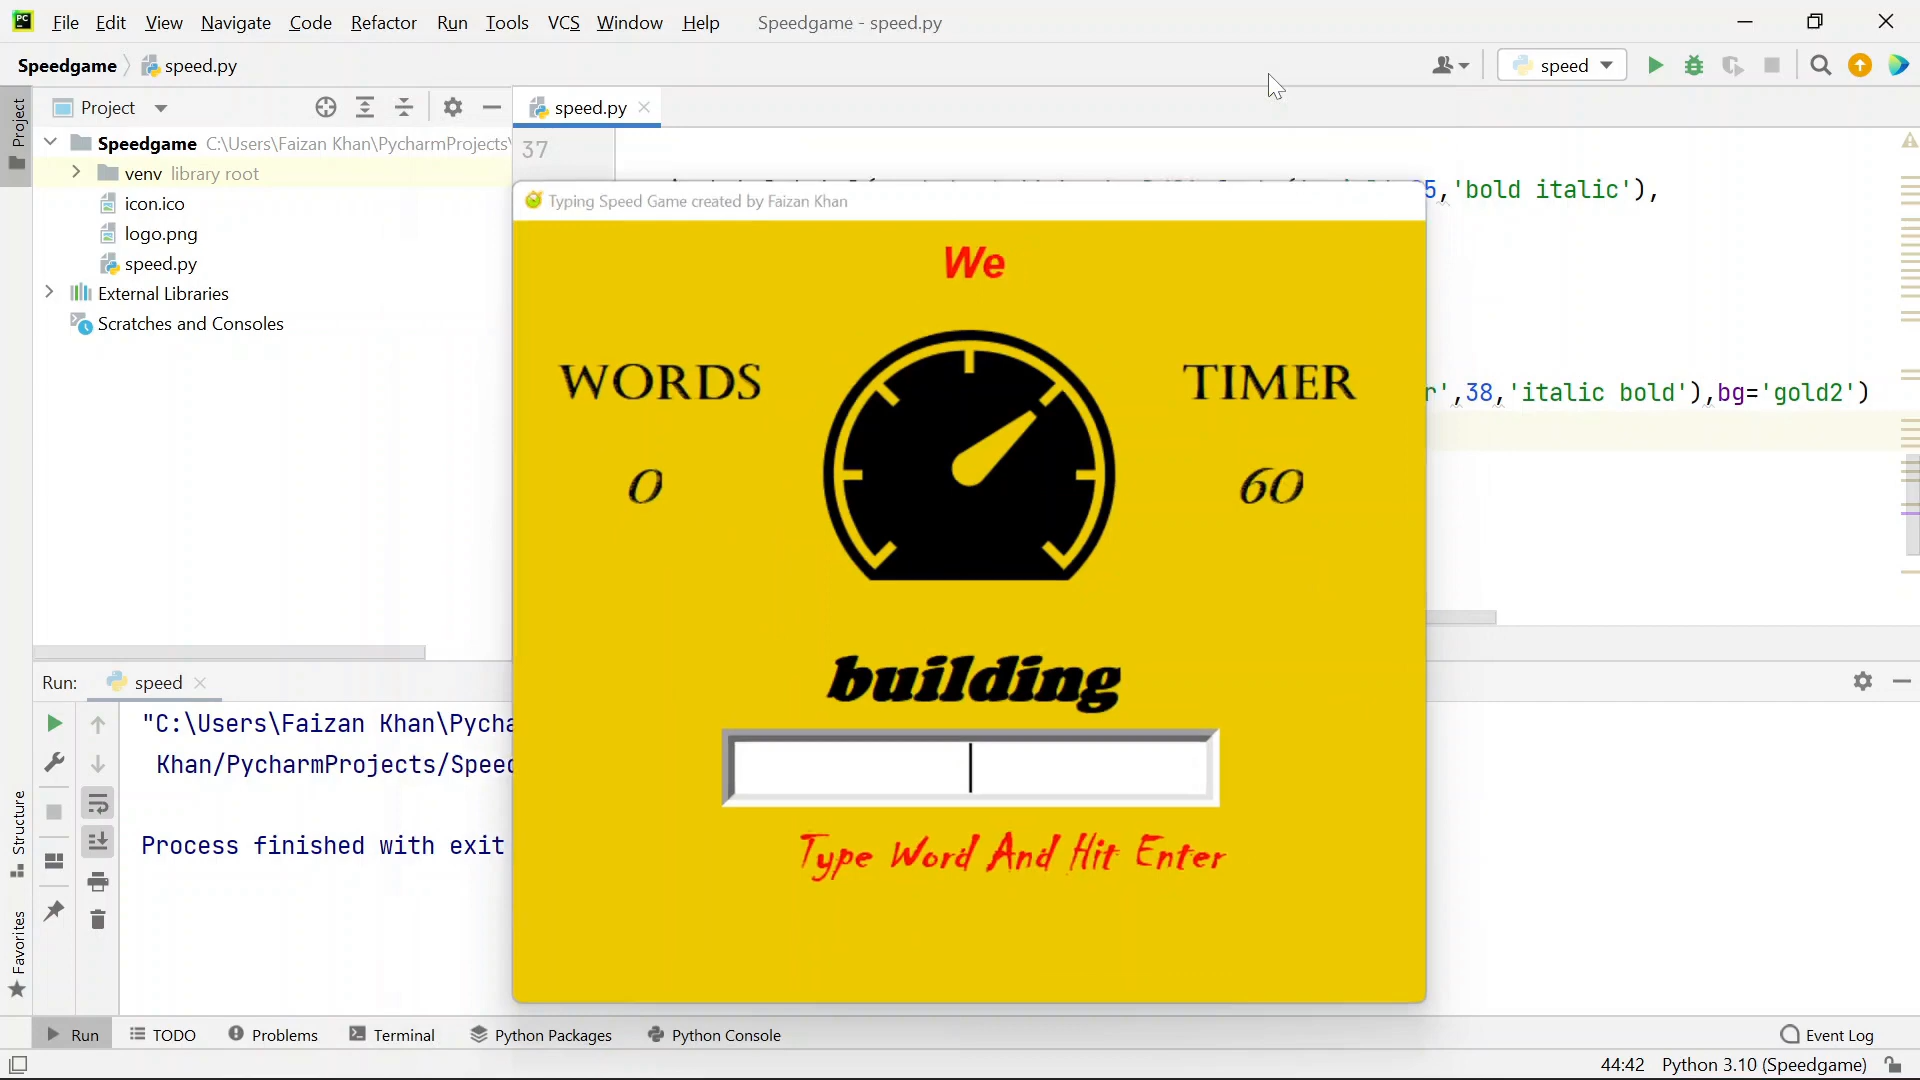 File Edit View Navigate Code Refactor Run Tools VCS Window Help Speedgame - speed.py
Speedgame speed.py speed
Project
Project speed.py
Speedgame C:\Users\Faizan Khan\PycharmProjects\
37
venv library root
5,'bold italic'),
Typing Speed Game created by Faizan Khan
icon.ico
logo.png
speed.py
We
External Libraries
Scratches and Consoles
WORDS TIMER
r',38,'italic bold'),bg='gold2')
0 60
building
Run: speed
"C:\Users\Faizan Khan\Pycha
Khan/PycharmProjects/Speed
Process finished with exit
Type Word And Hit Enter
Structure
Favorites
Run TODO Problems Terminal Python Packages Python Console Event Log
44:42 Python 3.10 (Speedgame)